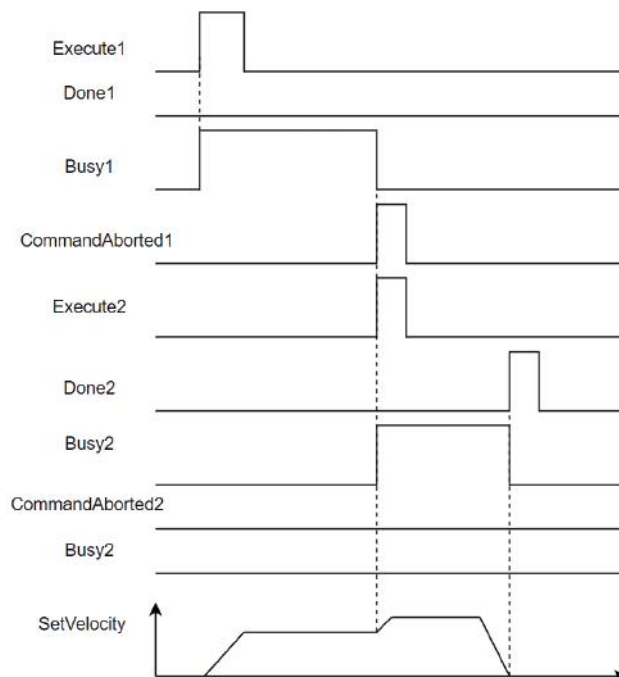 Execute1
Done1
Busy1
CommandAborted1
Execute2
Done2
Busy2
CommandAborted2
Busy2
SetVelocity